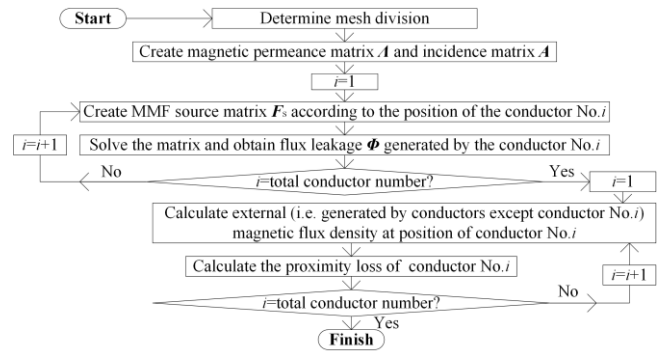 Start
Determine mesh division
Create magnetic permeance matrix Λ and incidence matrix A
i=1
Create MMF source matrix Fs according to the position of the conductor No.i
Solve the matrix and obtain flux leakage Φ generated by the conductor No.i
i=i+1
No
i=total conductor number?
Yes
i=1
Calculate external (i.e. generated by conductors except conductor No.i)
magnetic flux density at position of conductor No.i
Calculate the proximity loss of conductor No.i
i=i+1
i=total conductor number?
No
Yes
Finish